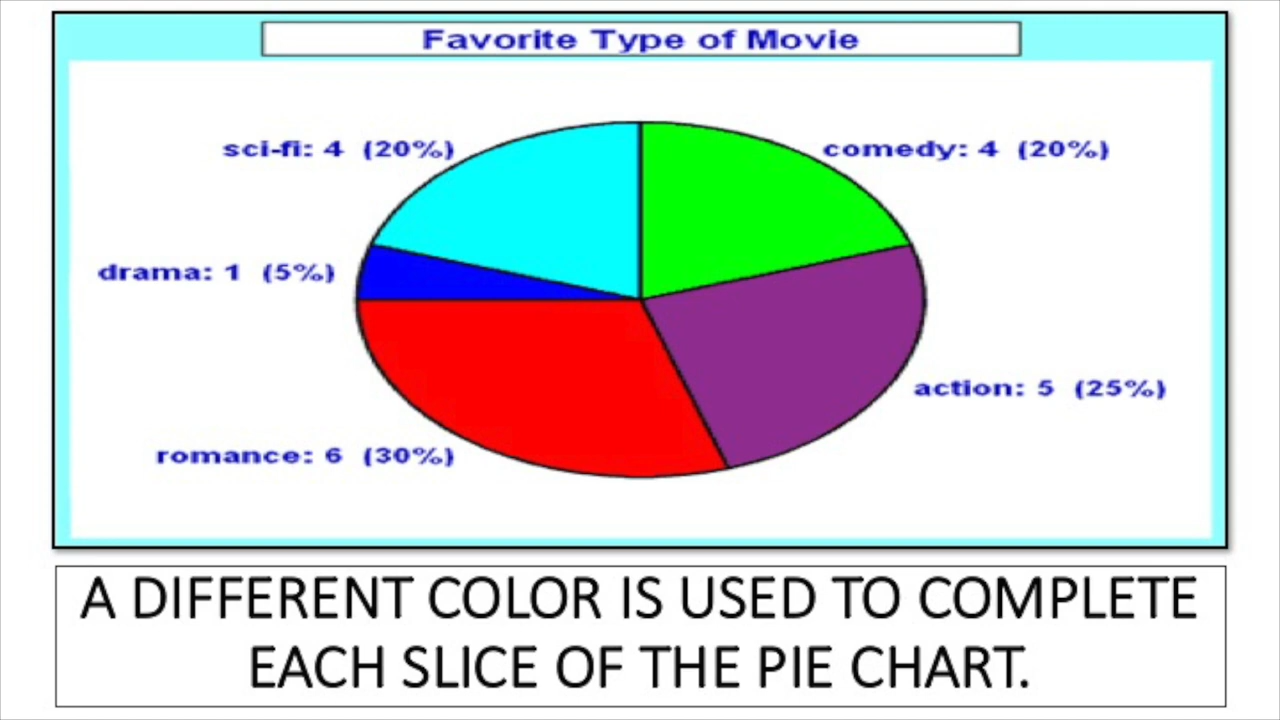 Favorite Type of Movie
sci-fi: 4 (20%)
comedy: 4 (20%)
drama: 1 (5%)
action: 5 (25%)
romance: 6 (30%)
A DIFFERENT COLOR IS USED TO COMPLETE
EACH SLICE OF THE PIE CHART.